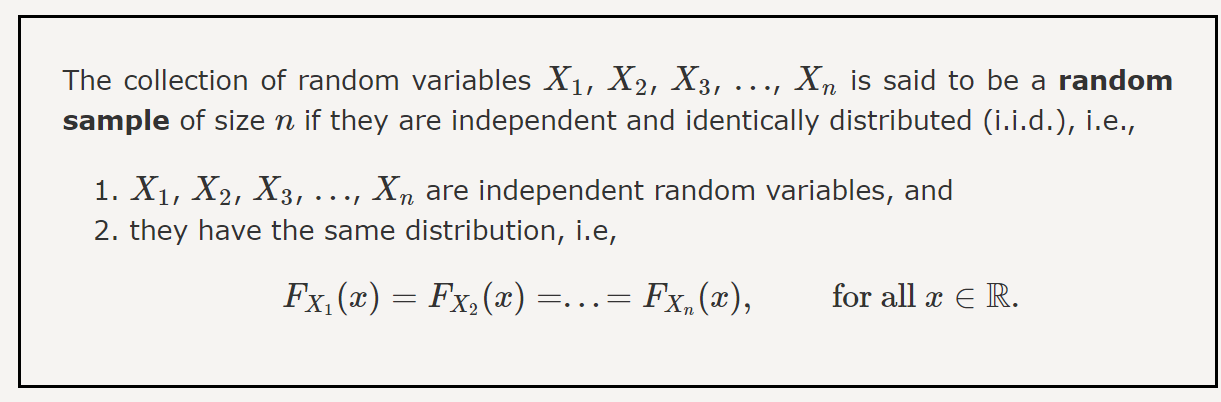 The collection of random variables X₁, X₂, X₃, ..., Xₙ is said to be a random
sample of size n if they are independent and identically distributed (i.i.d.), i.e.,
1. X₁, X₂, X₃, ..., Xₙ are independent random variables, and
2. they have the same distribution, i.e,
F_{X₁}(x) = F_{X₂}(x) =...= F_{Xₙ}(x), for all x ∈ ℝ.